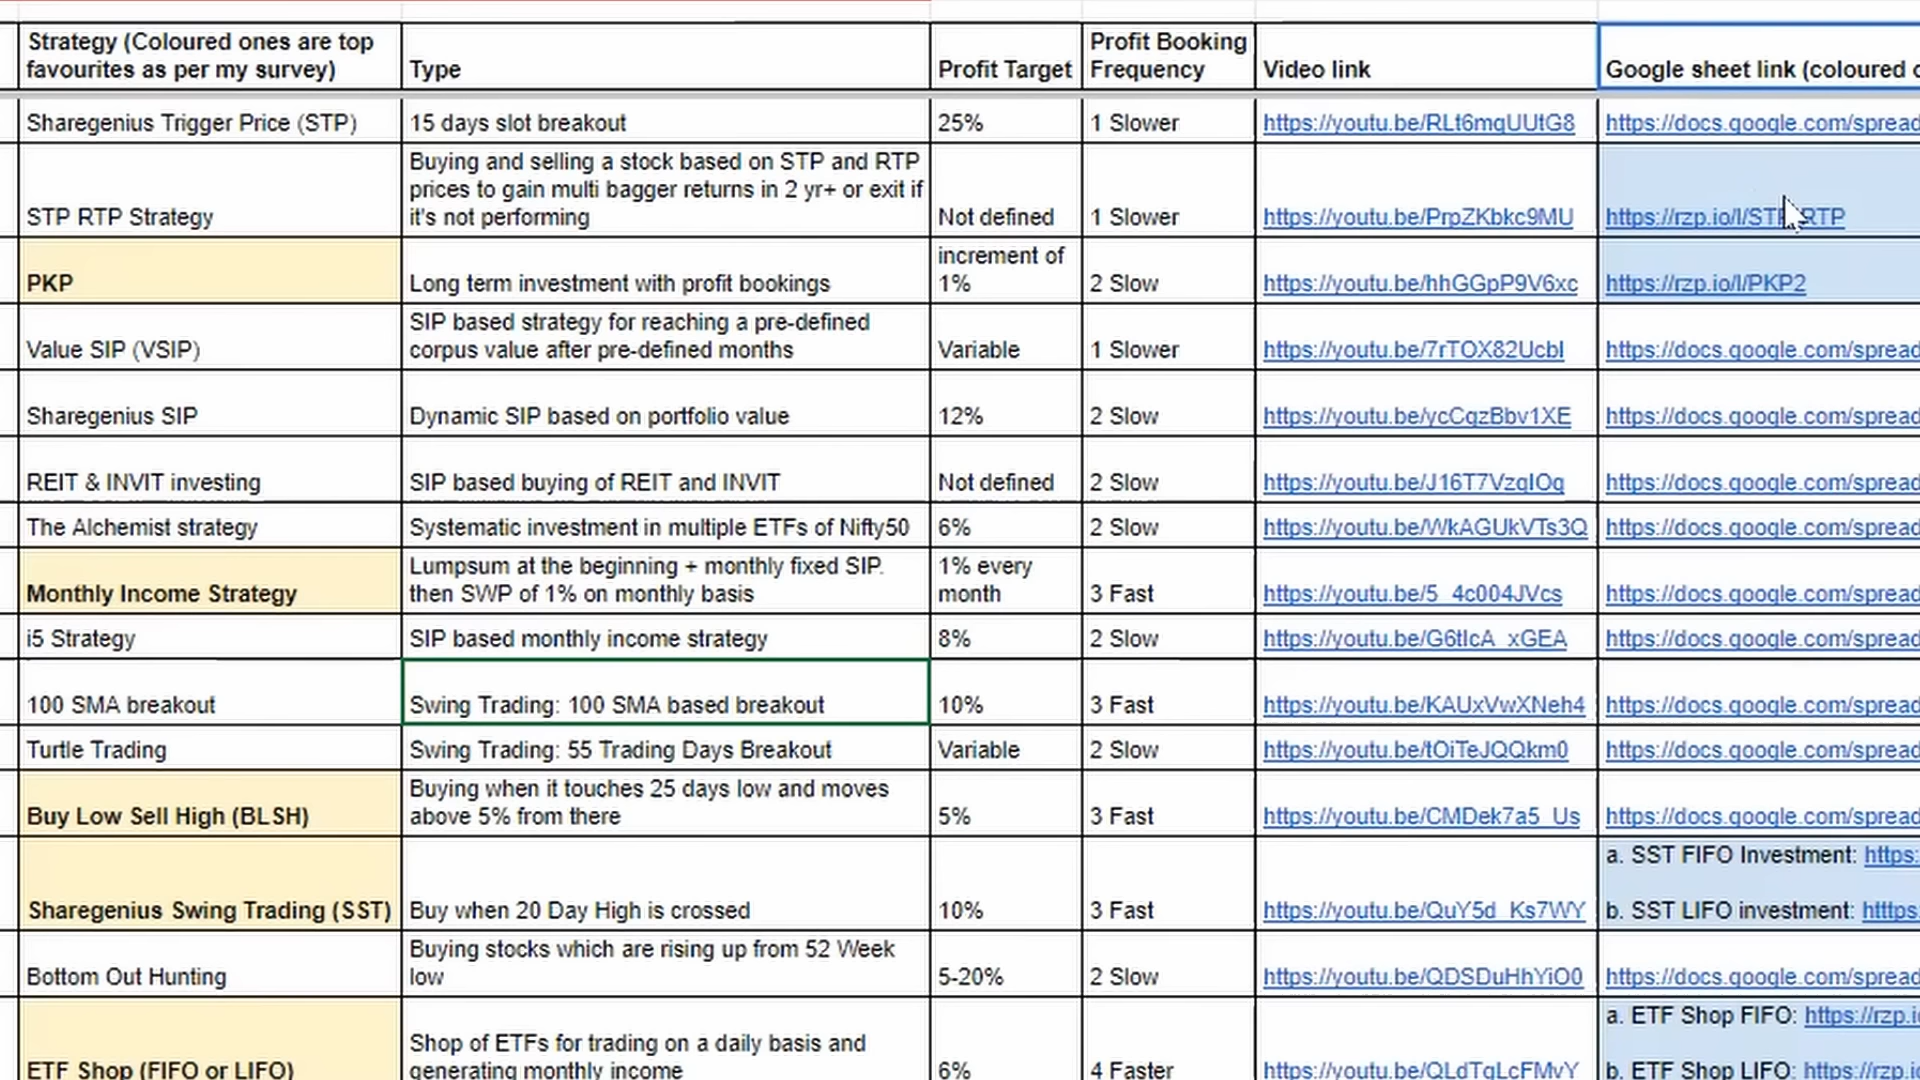 Strategy (Coloured ones are top
favourites as per my survey)
Type
Profit Target
Profit Booking
Frequency
Video link
Google sheet link (coloured
Sharegenius Trigger Price (STP)
15 days slot breakout
25%
1 Slower
https://youtu.be/RLt6mgUUtG8
https://docs.google.com/spread
STP RTP Strategy
Buying and selling a stock based on STP and RTP
prices to gain multi bagger returns in 2 yr+ or exit if
it's not performing
Not defined
1 Slower
https://youtu.be/PrpZKbkc9MU
https://rzp.io/l/STP-RTP
PKP
Long term investment with profit bookings
increment of
1%
2 Slow
https://youtu.be/hhGGpP9V6xc
https://rzp.io/l/PKP2
Value SIP (VSIP)
SIP based strategy for reaching a pre-defined
corpus value after pre-defined months
Variable
1 Slower
https://youtu.be/7rTOX82UcbI
https://docs.google.com/spread
Sharegenius SIP
Dynamic SIP based on portfolio value
12%
2 Slow
https://youtu.be/ycCqzBbv1XE
https://docs.google.com/spread
REIT & INVIT investing
SIP based buying of REIT and INVIT
Not defined
2 Slow
https://youtu.be/J16T7VzqIOg
https://docs.google.com/spread
The Alchemist strategy
Systematic investment in multiple ETFs of Nifty50
6%
2 Slow
https://youtu.be/WkAGUkVTs3Q
https://docs.google.com/spread
Monthly Income Strategy
Lumpsum at the beginning + monthly fixed SIP.
then SWP of 1% on monthly basis
1% every
month
3 Fast
https://youtu.be/5_4c004JVcs
https://docs.google.com/spread
i5 Strategy
SIP based monthly income strategy
8%
2 Slow
https://youtu.be/G6tIcA_xGEA
https://docs.google.com/spread
100 SMA breakout
Swing Trading: 100 SMA based breakout
10%
3 Fast
https://youtu.be/KAUxVwXNeh4
https://docs.google.com/spread
Turtle Trading
Swing Trading: 55 Trading Days Breakout
Variable
2 Slow
https://youtu.be/tOiTeJQQkm0
https://docs.google.com/spread
Buy Low Sell High (BLSH)
Buying when it touches 25 days low and moves
above 5% from there
5%
3 Fast
https://youtu.be/CMDek7a5_Us
https://docs.google.com/spread
Sharegenius Swing Trading (SST)
Buy when 20 Day High is crossed
10%
3 Fast
https://youtu.be/QuY5d_Ks7WY
a. SST FIFO Investment: https:
b. SST LIFO investment: htttps
Bottom Out Hunting
Buying stocks which are rising up from 52 Week
low
5-20%
2 Slow
https://youtu.be/QDSDuHhYiO0
https://docs.google.com/spread
ETF Shop (FIFO or LIFO)
Shop of ETFs for trading on a daily basis and
generating monthly income
6%
4 Faster
https://youtu.be/QLdTgLcFMvY
a. ETF Shop FIFO: https://rzp.i
b. ETF Shop LIFO: https://rzp.i